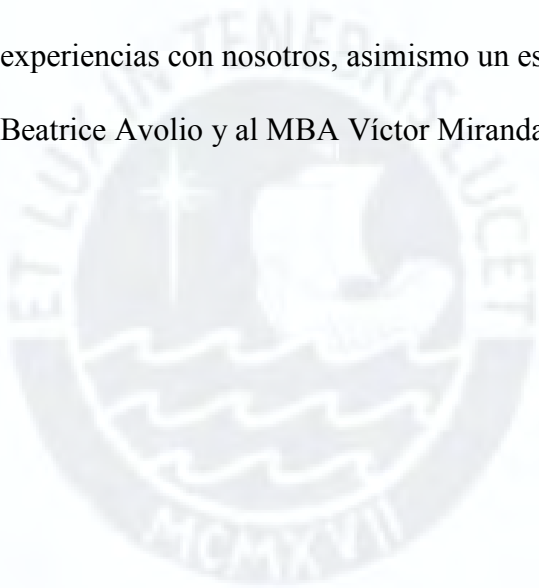 experiencias con nosotros, asimismo un es
Beatrice Avolio y al MBA Víctor Miranda
ET LUX IN TENEBRIS LUCET
MCMXVII